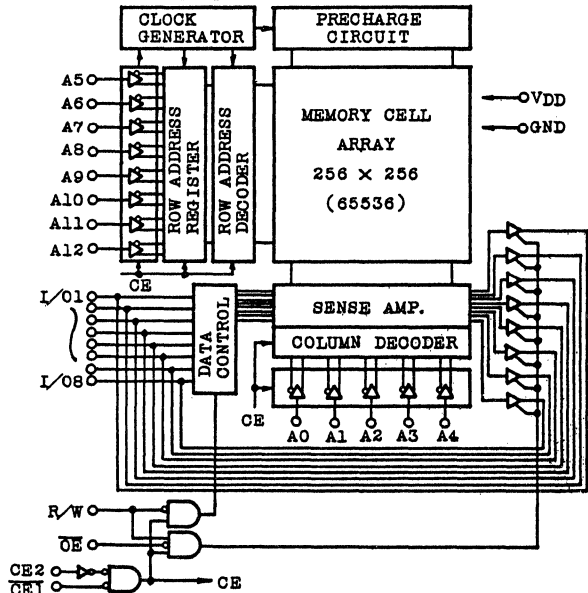 CLOCK
GENERATOR
PRECHARGE
CIRCUIT
A5
A6
A7
A8
A9
A10
A11
A12
ROW ADDRESS
REGISTER
ROW ADDRESS
DECODER
MEMORY CELL
ARRAY
256 × 256
(65536)
VDD
GND
CE
I/O1
I/O8
DATA
CONTROL
SENSE AMP.
COLUMN DECODER
CE
A0 A1 A2 A3 A4
R/W
O̅E̅
CE2
C̅E̅1̅
CE